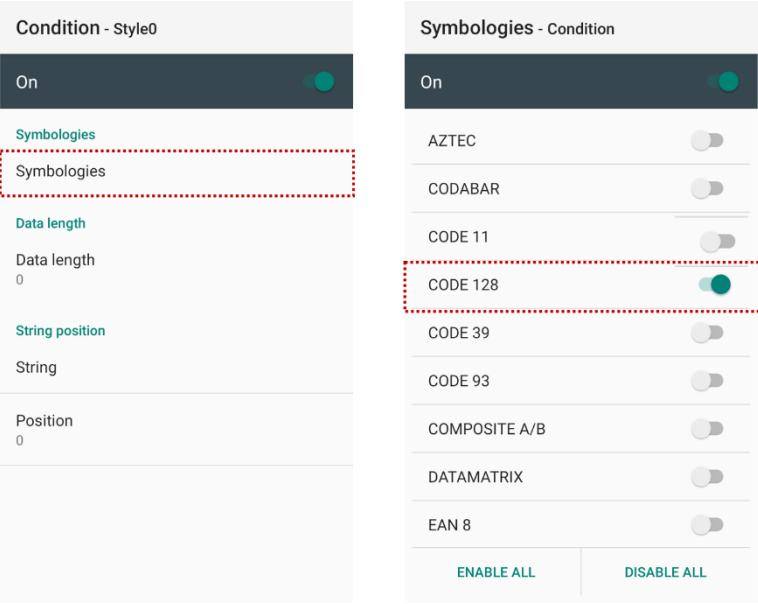 Condition - Style0
On
Symbologies
Symbologies
Data length
Data length
0
String position
String
Position
0
Symbologies - Condition
On
AZTEC
CODABAR
CODE 11
CODE 128
CODE 39
CODE 93
COMPOSITE A/B
DATAMATRIX
EAN 8
ENABLE ALL
DISABLE ALL